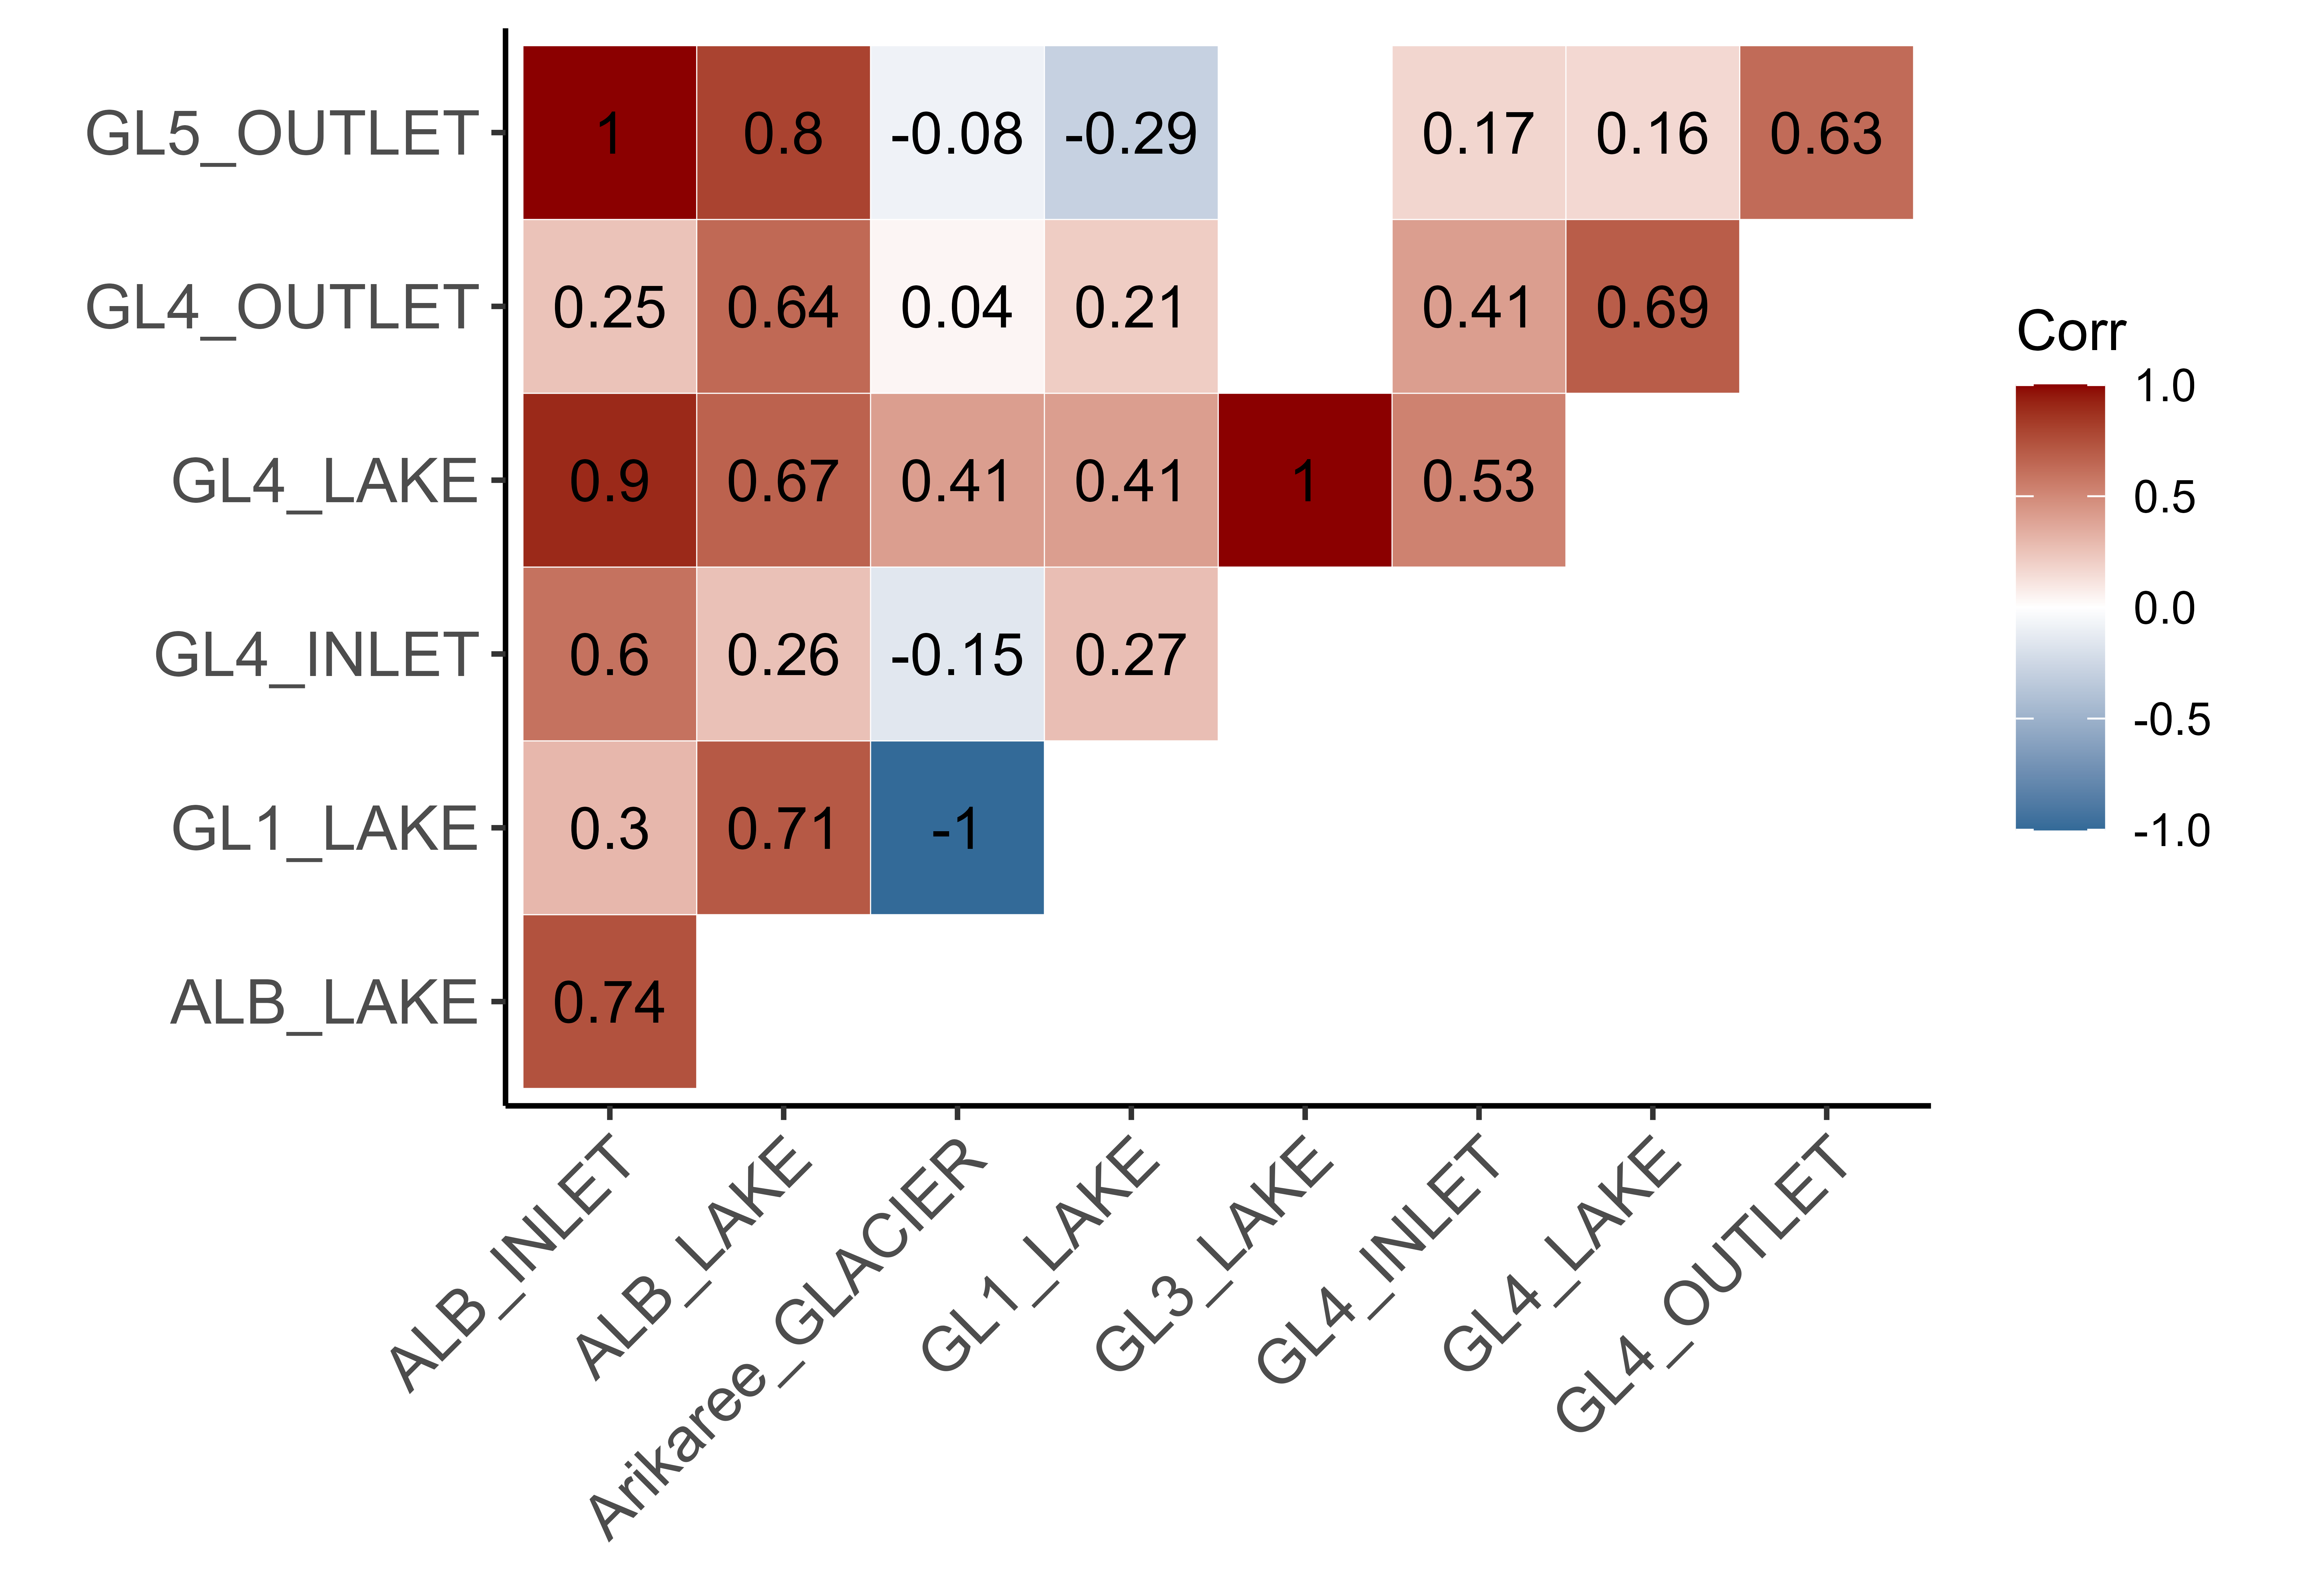 GL5_OUTLET 1 0.8 -0.08 -0.29 0.17 0.16 0.63
GL4_OUTLET 0.25 0.64 0.04 0.21 0.41 0.69
GL4_LAKE 0.9 0.67 0.41 0.41 1 0.53
GL4_INLET 0.6 0.26 -0.15 0.27
GL1_LAKE 0.3 0.71 -1
ALB_LAKE 0.74
ALB_INLET
ALB_LAKE
Arikaree_GLACIER
GL1_LAKE
GL3_LAKE
GL4_INLET
GL4_LAKE
GL4_OUTLET
Corr
1.0
0.5
0.0
-0.5
-1.0